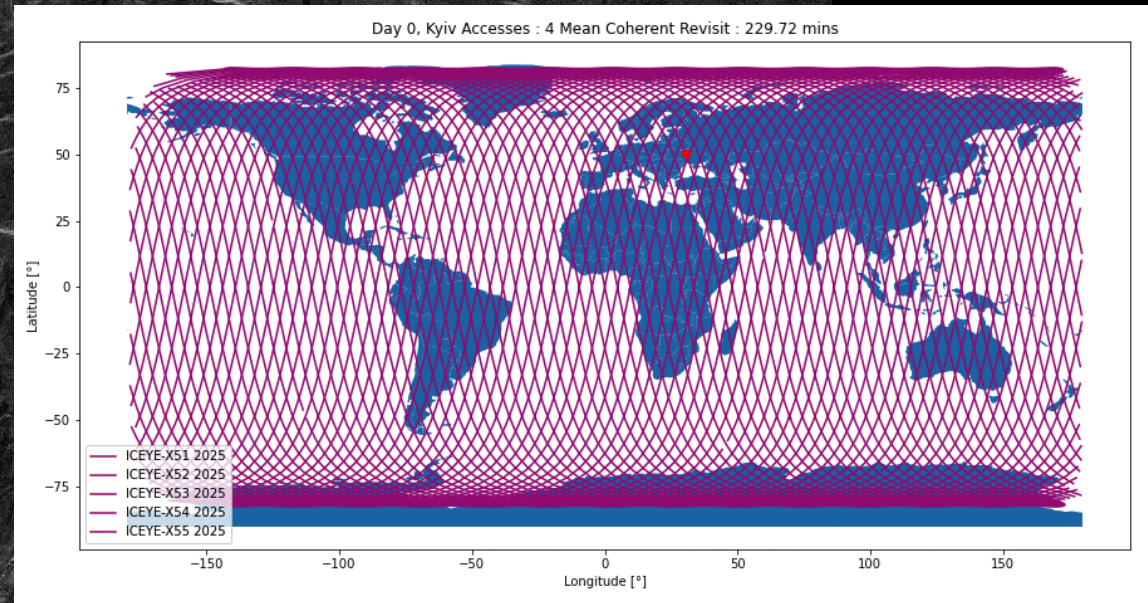 Day 0, Kyiv Accesses : 4 Mean Coherent Revisit : 229.72 mins
75
50
25
0
−25
−50
−75
Latitude [°]
ICEYE-X51 2025
ICEYE-X52 2025
ICEYE-X53 2025
ICEYE-X54 2025
ICEYE-X55 2025
−150 −100 −50 0 50 100 150
Longitude [°]